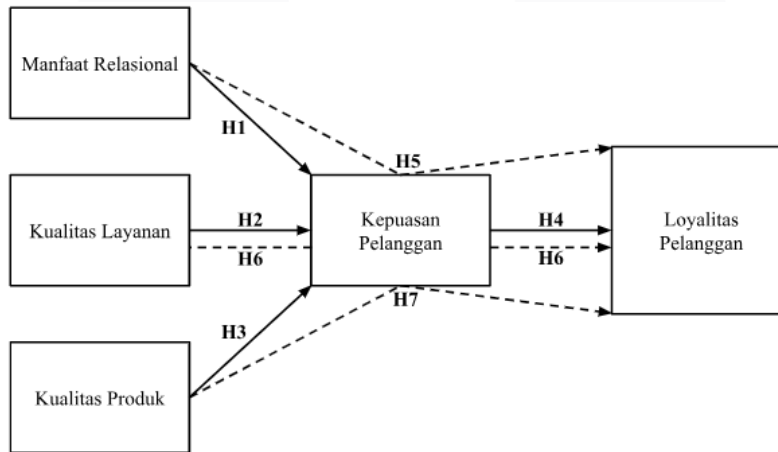 Manfaat Relasional
H1
H5
Kualitas Layanan
H2
H6
Kepuasan
Pelanggan
H4
H6
Loyalitas
Pelanggan
H3
H7
Kualitas Produk